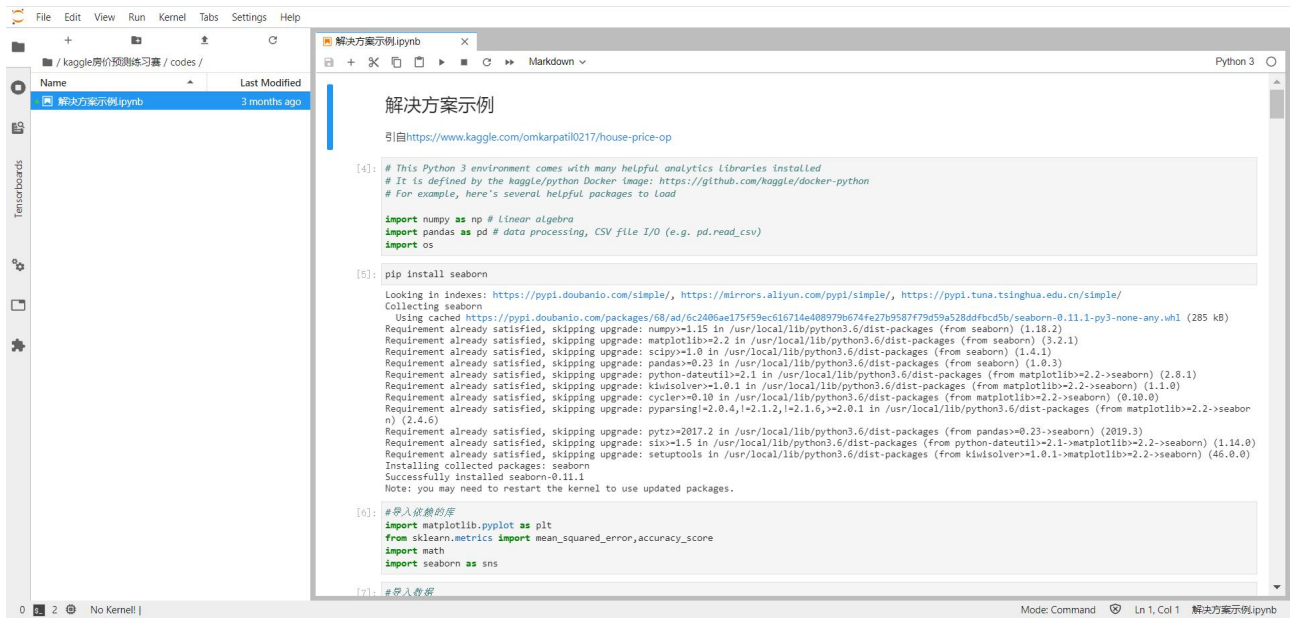 File Edit View Run Kernel Tabs Settings Help
/ kaggle房价预测练习赛 / codes /
Name Last Modified
解决方案示例.ipynb 3 months ago
Tensorboards
解决方案示例.ipynb
Markdown
Python 3
解决方案示例
引自https://www.kaggle.com/omkarpatil0217/house-price-op
[4]: # This Python 3 environment comes with many helpful analytics libraries installed
# It is defined by the kaggle/python Docker image: https://github.com/kaggle/docker-python
# For example, here's several helpful packages to load
import numpy as np # linear algebra
import pandas as pd # data processing, CSV file I/O (e.g. pd.read_csv)
import os
[5]: pip install seaborn
Looking in indexes: https://pypi.doubanio.com/simple/, https://mirrors.aliyun.com/pypi/simple/, https://pypi.tuna.tsinghua.edu.cn/simple/
Collecting seaborn
Using cached https://pypi.doubanio.com/packages/68/ad/6c2406ae175f59ec616714e408979b674fe27b9587f79d59a528ddfbcd5b/seaborn-0.11.1-py3-none-any.whl (285 kB)
Requirement already satisfied, skipping upgrade: numpy>=1.15 in /usr/local/lib/python3.6/dist-packages (from seaborn) (1.18.2)
Requirement already satisfied, skipping upgrade: matplotlib>=2.2 in /usr/local/lib/python3.6/dist-packages (from seaborn) (3.2.1)
Requirement already satisfied, skipping upgrade: scipy>=1.0 in /usr/local/lib/python3.6/dist-packages (from seaborn) (1.4.1)
Requirement already satisfied, skipping upgrade: pandas>=0.23 in /usr/local/lib/python3.6/dist-packages (from seaborn) (1.0.3)
Requirement already satisfied, skipping upgrade: python-dateutil>=2.1 in /usr/local/lib/python3.6/dist-packages (from matplotlib>=2.2->seaborn) (2.8.1)
Requirement already satisfied, skipping upgrade: kiwisolver>=1.0.1 in /usr/local/lib/python3.6/dist-packages (from matplotlib>=2.2->seaborn) (1.1.0)
Requirement already satisfied, skipping upgrade: cycler>=0.10 in /usr/local/lib/python3.6/dist-packages (from matplotlib>=2.2->seaborn) (0.10.0)
Requirement already satisfied, skipping upgrade: pyparsing!=2.0.4,!=2.1.2,!=2.1.6,>=2.0.1 in /usr/local/lib/python3.6/dist-packages (from matplotlib>=2.2->seabor
n) (2.4.6)
Requirement already satisfied, skipping upgrade: pytz>=2017.2 in /usr/local/lib/python3.6/dist-packages (from pandas>=0.23->seaborn) (2019.3)
Requirement already satisfied, skipping upgrade: six>=1.5 in /usr/local/lib/python3.6/dist-packages (from python-dateutil>=2.1->matplotlib>=2.2->seaborn) (1.14.0)
Requirement already satisfied, skipping upgrade: setuptools in /usr/local/lib/python3.6/dist-packages (from kiwisolver>=1.0.1->matplotlib>=2.2->seaborn) (46.0.0)
Installing collected packages: seaborn
Successfully installed seaborn-0.11.1
Note: you may need to restart the kernel to use updated packages.
[6]: #导入依赖的库
import matplotlib.pyplot as plt
from sklearn.metrics import mean_squared_error,accuracy_score
import math
import seaborn as sns
[7]: #导入数据
0 2 No Kernel! |
Mode: Command Ln 1, Col 1 解决方案示例.ipynb